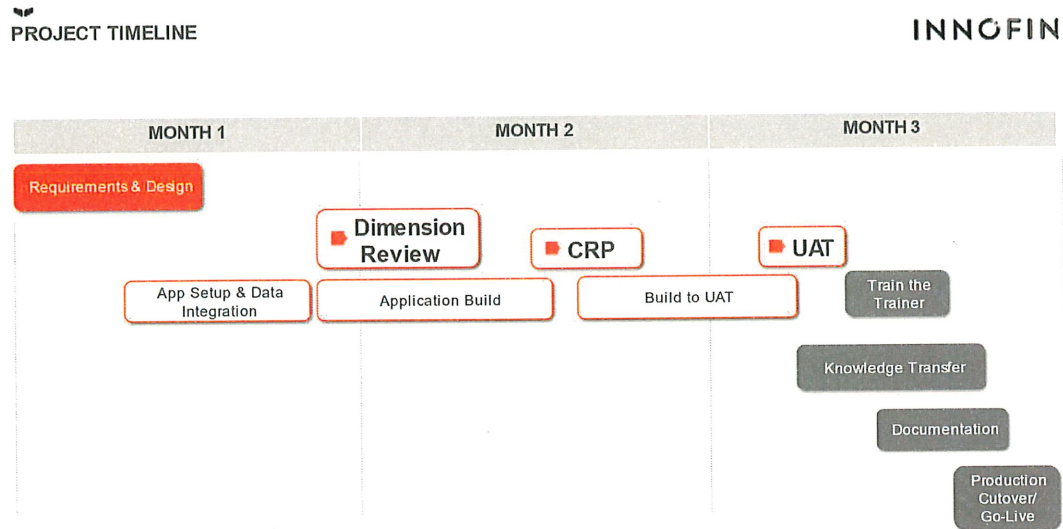 PROJECT TIMELINE
INNOFIN
MONTH 1
MONTH 2
MONTH 3
Requirements & Design
Dimension
Review
CRP
UAT
App Setup & Data
Integration
Application Build
Build to UAT
Train the
Trainer
Knowledge Transfer
Documentation
Production
Cutover/
Go-Live